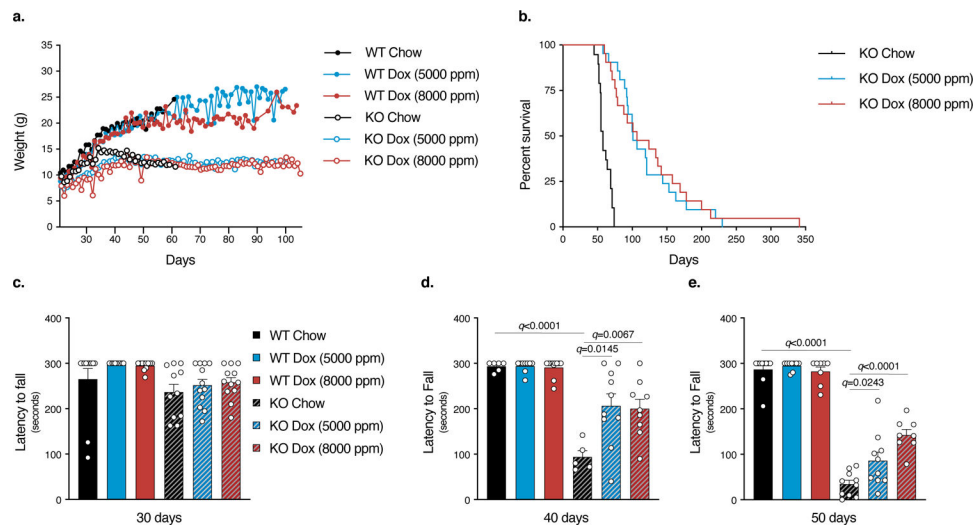 a.
35
30
25
20
15
10
5
0
Weight (g)
30 40 50 60 70 80 90 100
Days
WT Chow
WT Dox (5000 ppm)
WT Dox (8000 ppm)
KO Chow
KO Dox (5000 ppm)
KO Dox (8000 ppm)
b.
100
75
50
25
0
Percent survival
0 50 100 150 200 250 300 350
Days
KO Chow
KO Dox (5000 ppm)
KO Dox (8000 ppm)
c.
400
300
200
100
0
Latency to fall
(seconds)
30 days
WT Chow
WT Dox (5000 ppm)
WT Dox (8000 ppm)
KO Chow
KO Dox (5000 ppm)
KO Dox (8000 ppm)
d.
400
300
200
100
0
Latency to Fall
(seconds)
q<0.0001
q=0.0067
q=0.0145
40 days
e.
400
300
200
100
0
Latency to Fall
(seconds)
q<0.0001
q<0.0001
q=0.0243
50 days